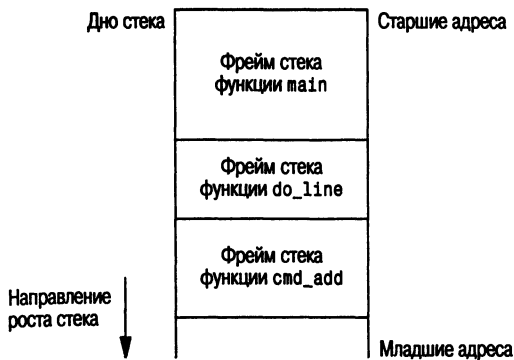 Дно стека
Старшие адреса
Фрейм стека
функции main
Фрейм стека
функции do_line
Фрейм стека
функции cmd_add
Направление
роста стека
Младшие адреса